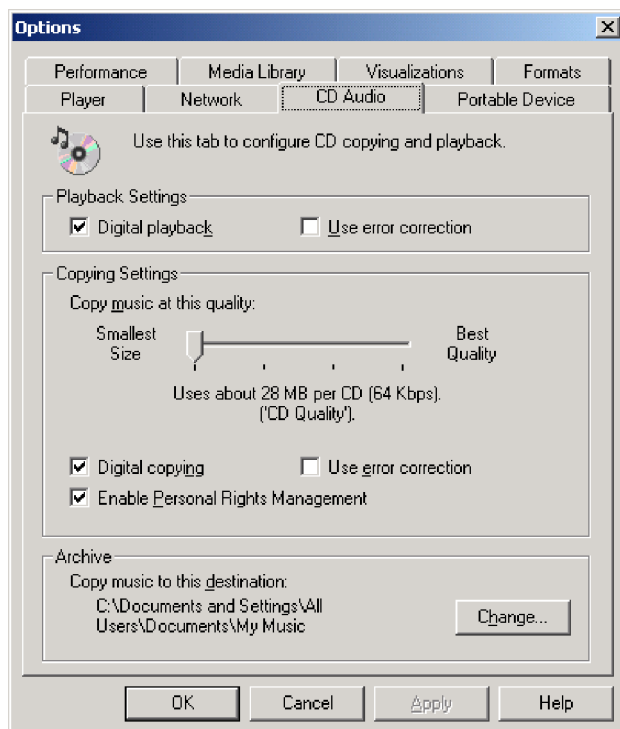 Options
Performance Media Library Visualizations Formats
Player Network CD Audio Portable Device
Use this tab to configure CD copying and playback.
Playback Settings
Digital playback Use error correction
Copying Settings
Copy music at this quality:
Smallest Size
Best Quality
Uses about 28 MB per CD (64 Kbps).
('CD Quality').
Digital copying Use error correction
Enable Personal Rights Management
Archive
Copy music to this destination:
C:\Documents and Settings\All
Users\Documents\My Music
Change...
OK Cancel Apply Help